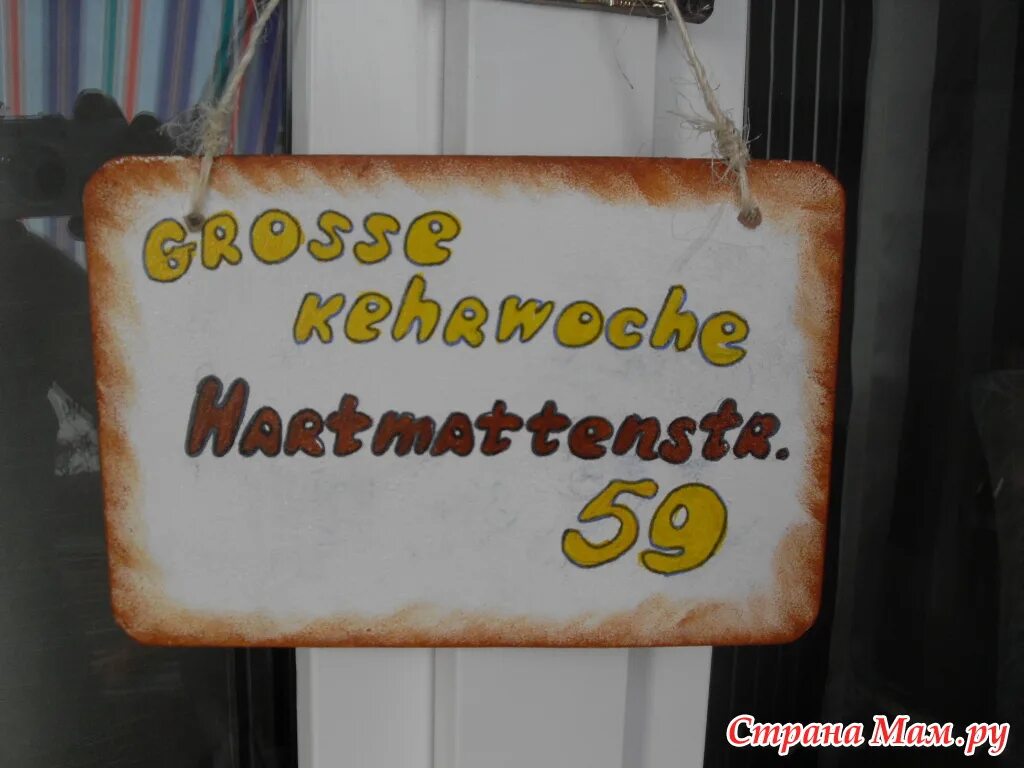 GROSSE
KEHRWOCHE
HARTMATTENSTR.
59
Страна Мам.ру